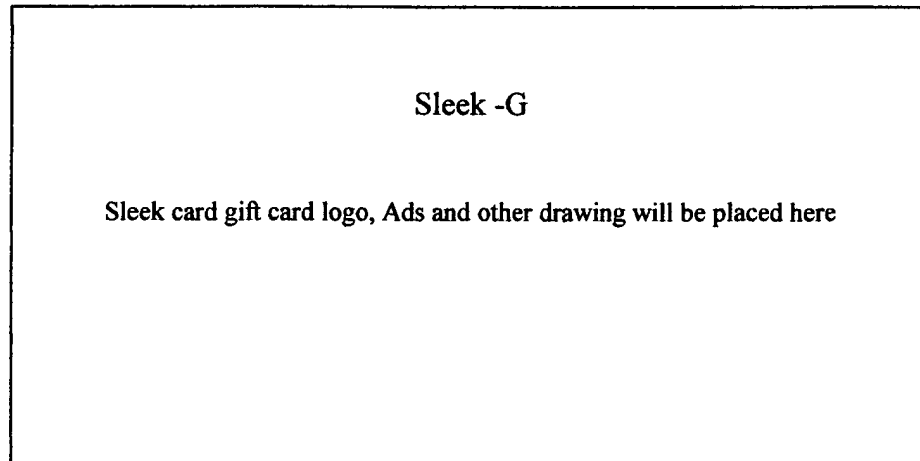 Sleek -G
Sleek card gift card logo, Ads and other drawing will be placed here